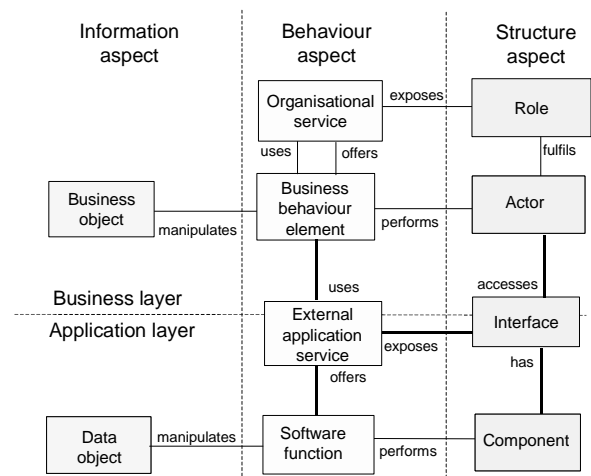 Information
aspect
Behaviour
aspect
Structure
aspect
Organisational
service
exposes
Role
uses
offers
fulfils
Business
object
manipulates
Business
behaviour
element
performs
Actor
uses
accesses
Business layer
Application layer
External
application
service
exposes
Interface
offers
has
Data
object
manipulates
Software
function
performs
Component